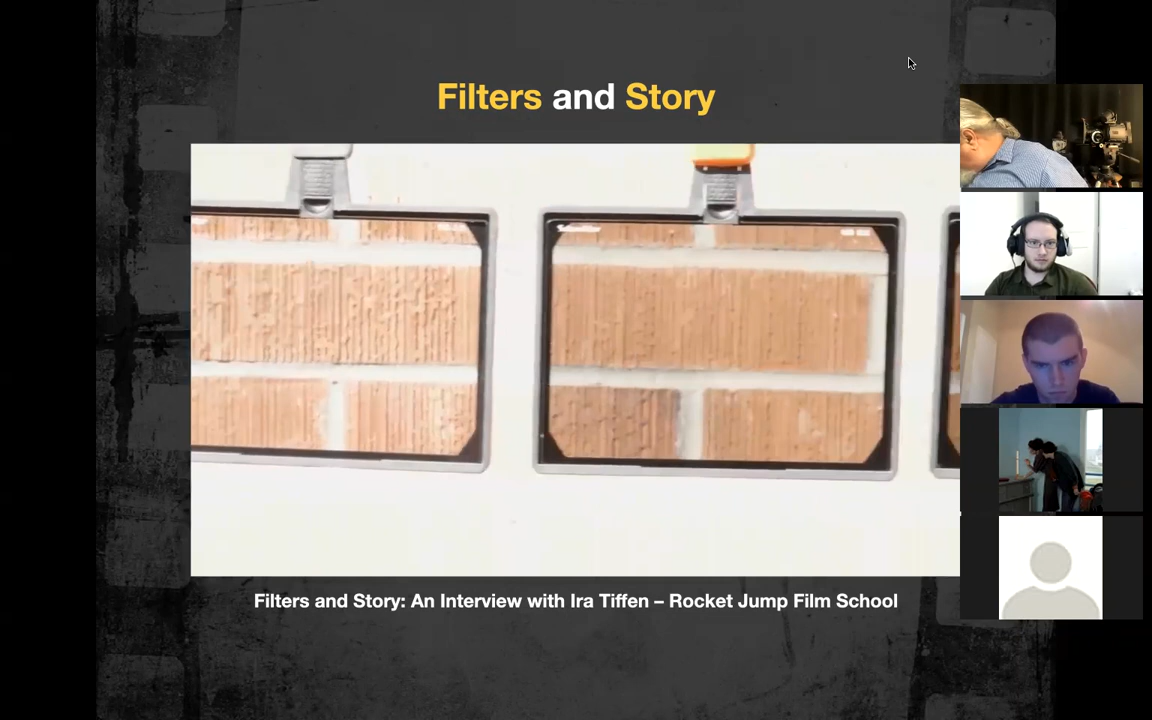 Filters and Story
Filters and Story: An Interview with Ira Tiffen – Rocket Jump Film School